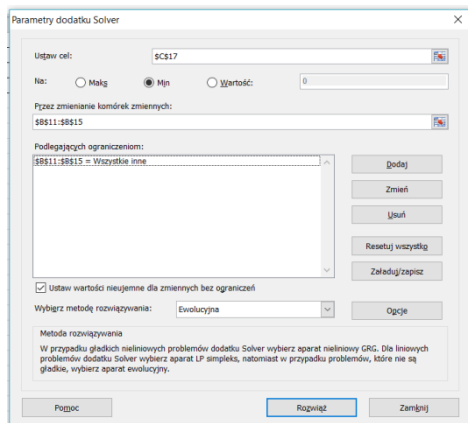 Parametry dodatku Solver
Ustaw cel: $C$17
Na: Maks Min Wartość: 0
Przez zmienianie komórek zmiennych:
$B$11:$B$15
Podlegających ograniczeniom:
$B$11:$B$15 = Wszystkie inne
Dodaj
Zmień
Usuń
Resetuj wszystko
Załaduj/zapisz
Ustaw wartości nieujemne dla zmiennych bez ograniczeń
Wybierz metodę rozwiązywania: Ewolucyjna Opcje
Metoda rozwiązywania
W przypadku gładkich nieliniowych problemów dodatku Solver wybierz aparat nieliniowy GRG. Dla liniowych
problemów dodatku Solver wybierz aparat LP simpleks, natomiast w przypadku problemów, które nie są
gładkie, wybierz aparat ewolucyjny.
Pomoc Rozwiąż Zamknij